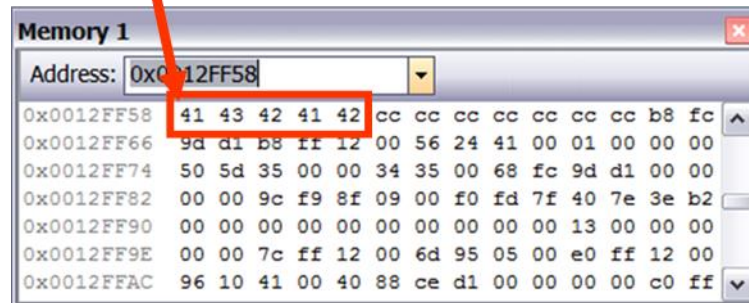 Memory 1
Address: 0x0012FF58
0x0012FF58 41 43 42 41 42 cc cc cc cc cc cc cc b8 fc
0x0012FF66 9d d1 b8 ff 12 00 56 24 41 00 01 00 00 00
0x0012FF74 50 5d 35 00 00 34 35 00 68 fc 9d d1 00 00
0x0012FF82 00 00 9c f9 8f 09 00 f0 fd 7f 40 7e 3e b2
0x0012FF90 00 00 00 00 00 00 00 00 00 00 13 00 00 00
0x0012FF9E 00 00 7c ff 12 00 6d 95 05 00 e0 ff 12 00
0x0012FFAC 96 10 41 00 40 88 ce d1 00 00 00 00 c0 ff